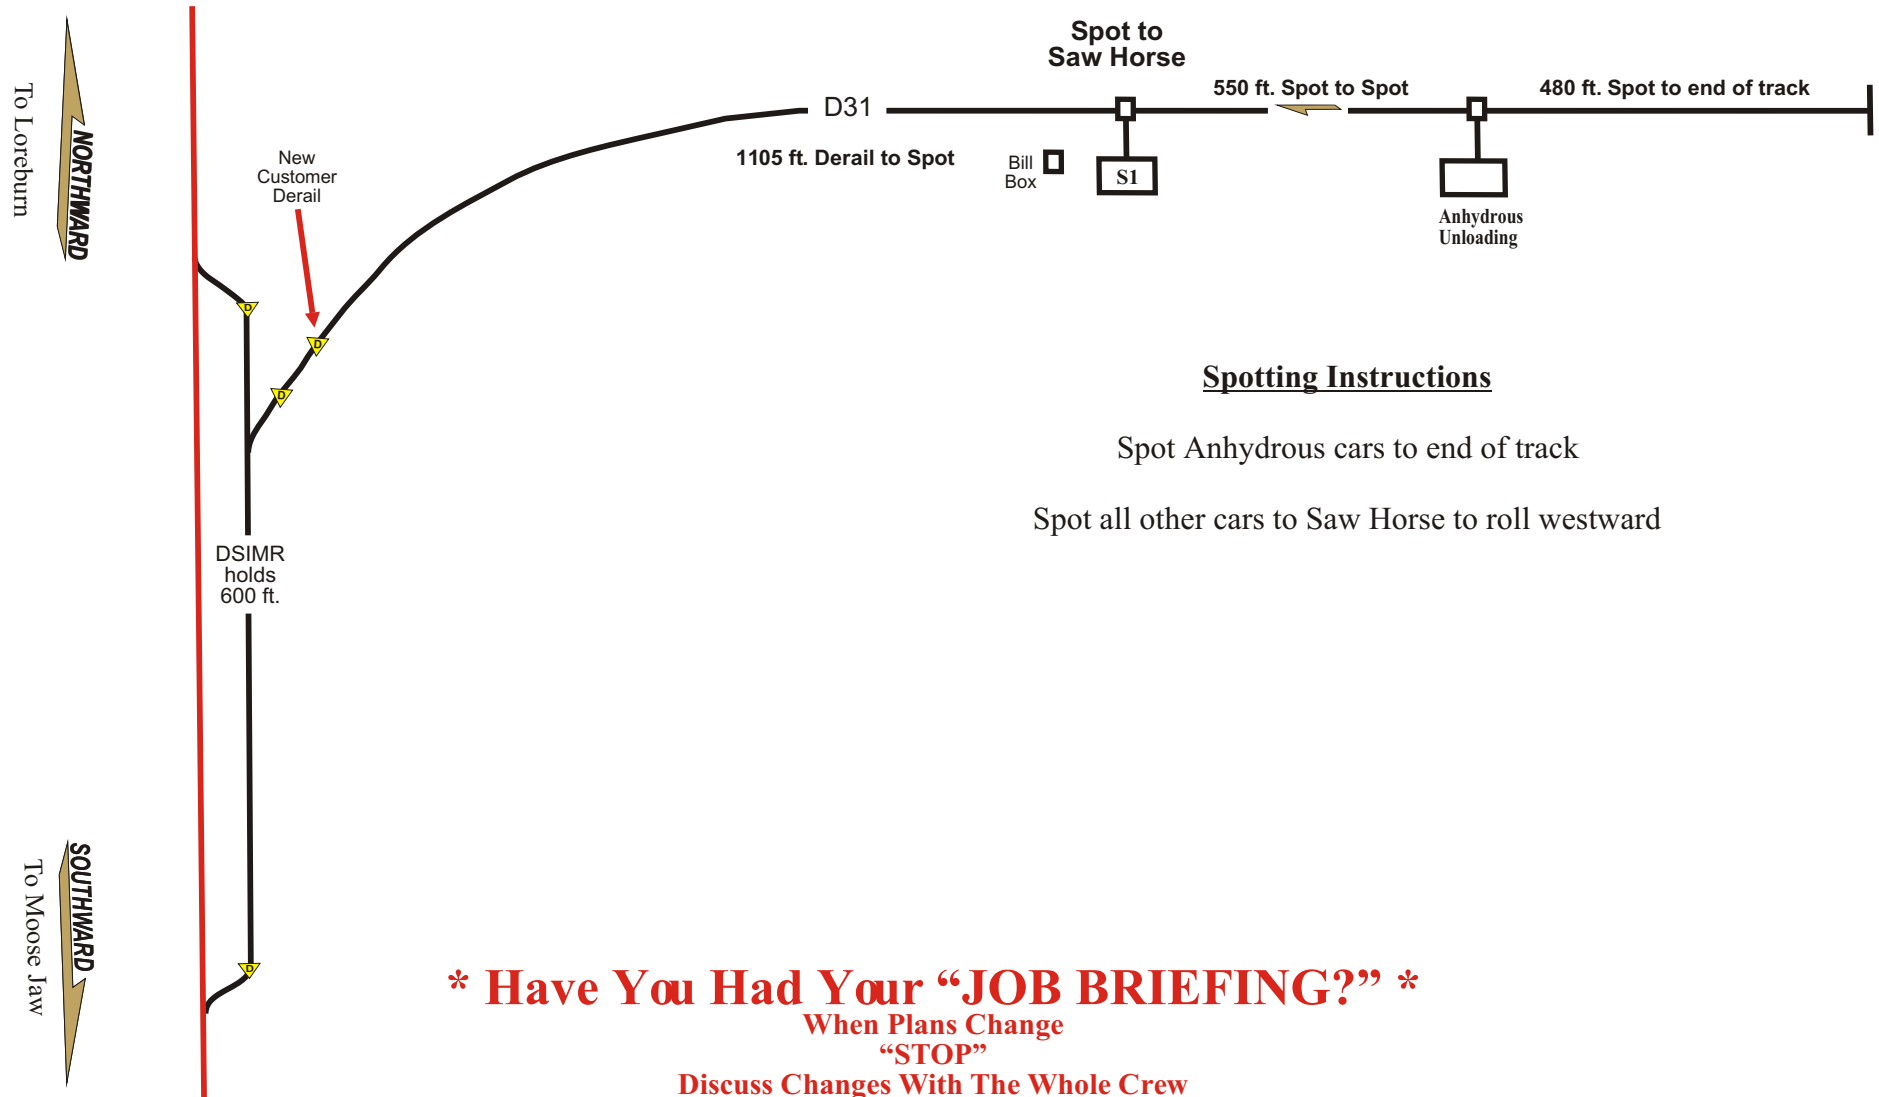 Spot to
Saw Horse
550 ft. Spot to Spot
480 ft. Spot to end of track
D31
1105 ft. Derail to Spot
Bill
Box
S1
Anhydrous
Unloading
New
Customer
Derail
NORTHWARD
To Loreburn
D
D
D
Spotting Instructions
Spot Anhydrous cars to end of track
Spot all other cars to Saw Horse to roll westward
DSIMR
holds
600 ft.
SOUTHWARD
To Moose Jaw
D
* Have You Had Your “JOB BRIEFING?” *
When Plans Change
“STOP”
Discuss Changes With The Whole Crew